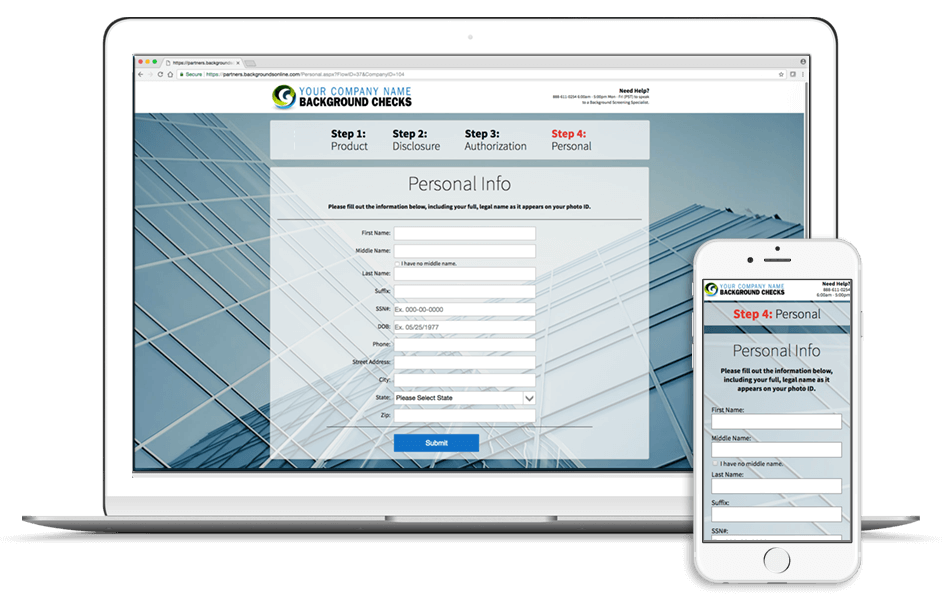 https://partners.backgroundsonline.com/Personal.aspx?FlowID=37&CompanyID=104
Secure
YOUR COMPANY NAME
BACKGROUND CHECKS
Need Help?
888-611-0254 6:00am - 5:00pm Mon - Fri (PST) to speak
to a Background Screening Specialist.
Step 1:
Product
Step 2:
Disclosure
Step 3:
Authorization
Step 4:
Personal
Personal Info
Please fill out the information below, including your full, legal name as it appears on your photo ID.
First Name:
Middle Name:
I have no middle name.
Last Name:
Suffix:
SSN#: Ex. 000-00-0000
DOB: Ex. 05/25/1977
Phone:
Street Address:
City:
State: Please Select State
Zip:
Submit
YOUR COMPANY NAME
BACKGROUND CHECKS
Need Help?
888-611-0254
6:00am - 5:00pm
Step 4: Personal
Personal Info
Please fill out the information below,
including your full, legal name as it
appears on your photo ID.
First Name:
Middle Name:
I have no middle name.
Last Name:
Suffix:
SSN#: